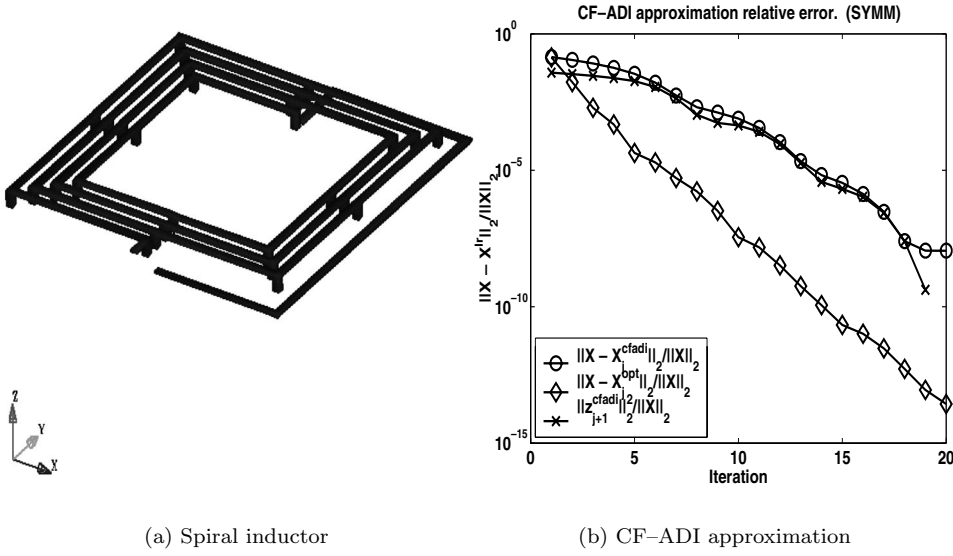 Z
Y
X
(a) Spiral inductor
CF–ADI approximation relative error. (SYMM)
||X − X^lr||_2/||X||_2
10^0
10^−5
10^−10
10^−15
||X − X_j^cfadi||_2/||X||_2
||X − X_j^opt||_2/||X||_2
||z_{j+1}^cfadi||_2^2/||X||_2
0 5 10 15 20
Iteration
(b) CF–ADI approximation